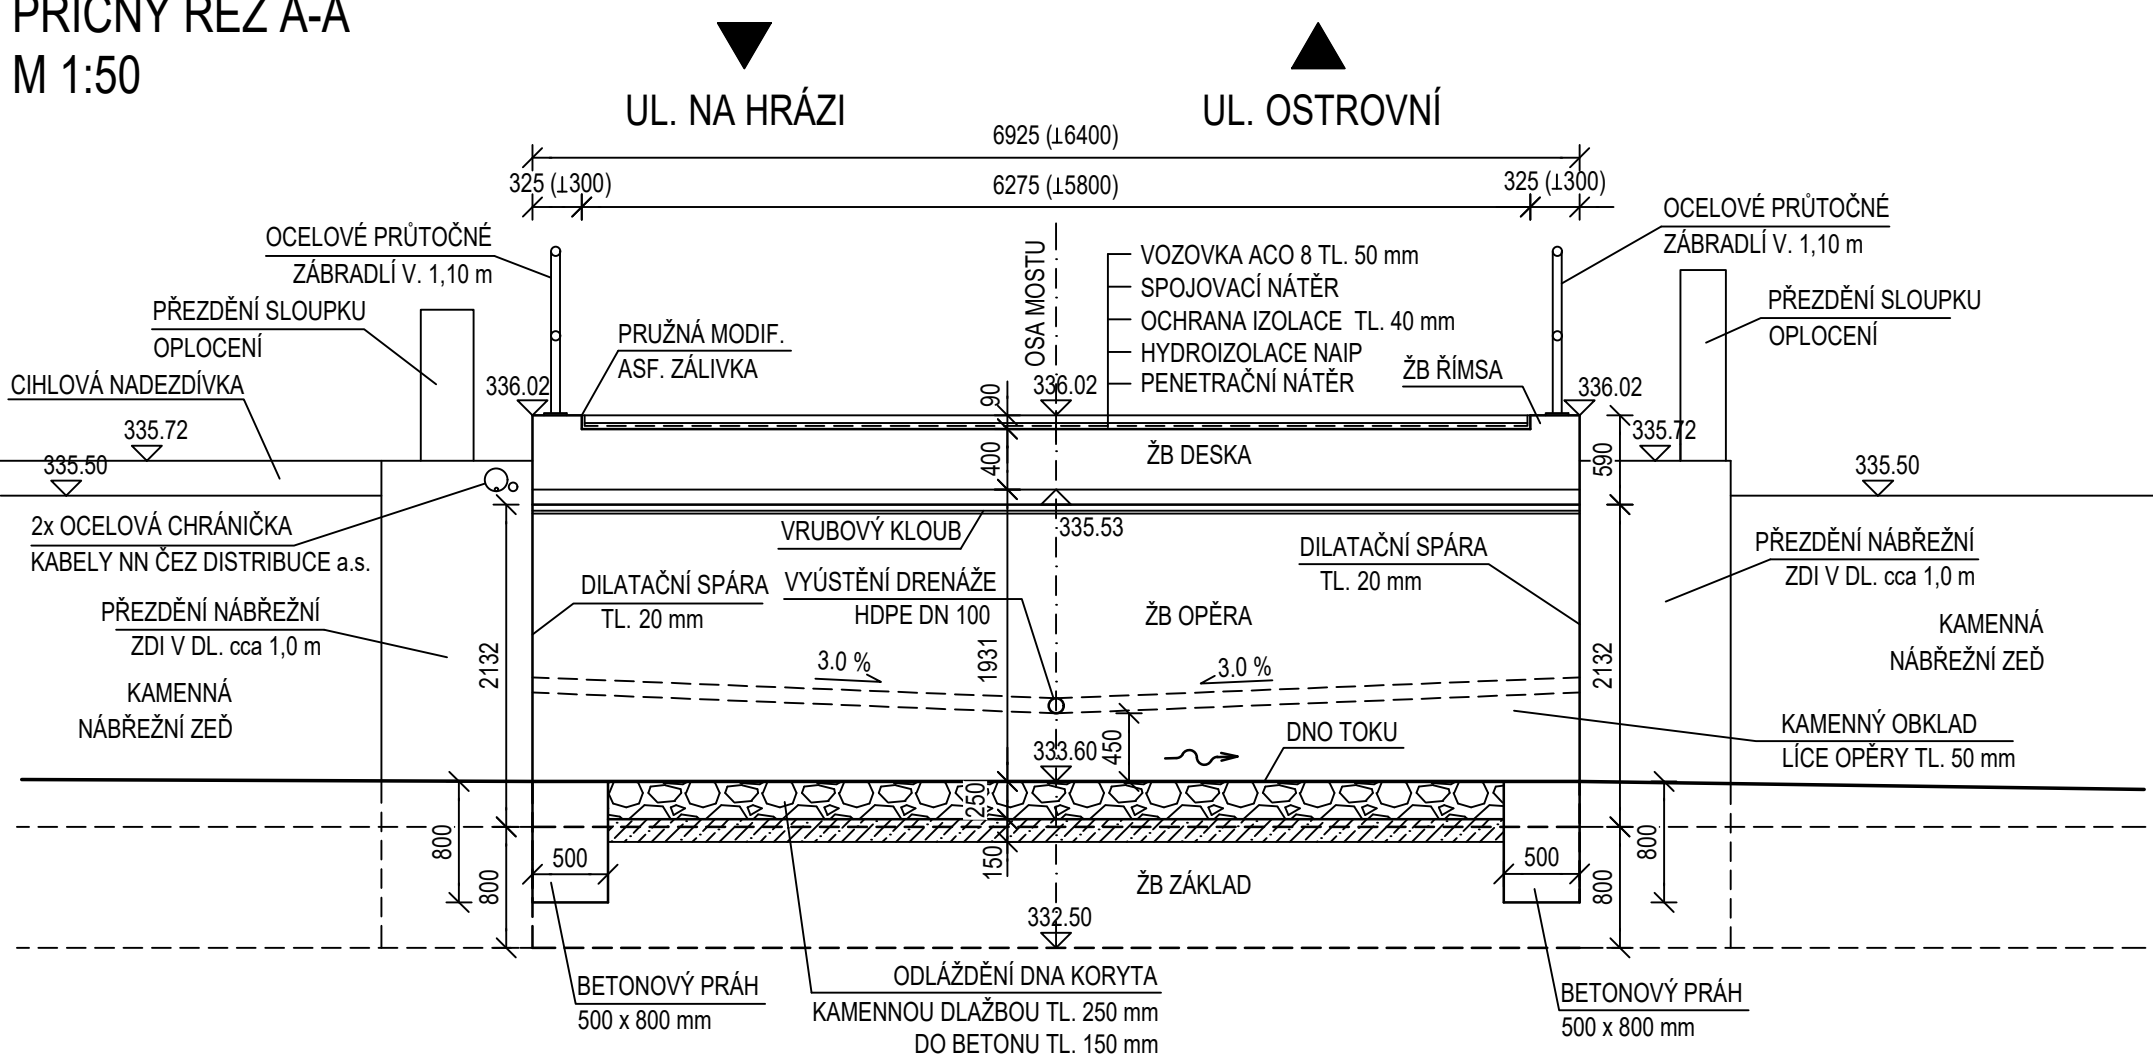 PŘÍČNÝ ŘEZ A-A
M 1:50
UL. NA HRÁZI
UL. OSTROVNÍ
6925 (⊥6400)
325 (⊥300)
6275 (⊥5800)
325 (⊥300)
OCELOVÉ PRŮTOČNÉ
ZÁBRADLÍ V. 1,10 m
OCELOVÉ PRŮTOČNÉ
ZÁBRADLÍ V. 1,10 m
OSA MOSTU
VOZOVKA ACO 8 TL. 50 mm
SPOJOVACÍ NÁTĚR
OCHRANA IZOLACE TL. 40 mm
HYDROIZOLACE NAIP
PENETRAČNÍ NÁTĚR
PŘEZDĚNÍ SLOUPKU
OPLOCENÍ
PŘEZDĚNÍ SLOUPKU
OPLOCENÍ
PRUŽNÁ MODIF.
ASF. ZÁLIVKA
ŽB ŘÍMSA
CIHLOVÁ NADEZDÍVKA
336.02
90
336.02
336.02
335.72
335.72
335.50
335.50
400
ŽB DESKA
590
2x OCELOVÁ CHRÁNIČKA
KABELY NN ČEZ DISTRIBUCE a.s.
VRUBOVÝ KLOUB
335.53
DILATAČNÍ SPÁRA
TL. 20 mm
PŘEZDĚNÍ NÁBŘEŽNÍ
ZDI V DL. cca 1,0 m
DILATAČNÍ SPÁRA
TL. 20 mm
VYÚSTĚNÍ DRENÁŽE
HDPE DN 100
ŽB OPĚRA
PŘEZDĚNÍ NÁBŘEŽNÍ
ZDI V DL. cca 1,0 m
KAMENNÁ
NÁBŘEŽNÍ ZEĎ
2132
3.0 %
1931
3.0 %
2132
KAMENNÁ
NÁBŘEŽNÍ ZEĎ
KAMENNÝ OBKLAD
LÍCE OPĚRY TL. 50 mm
DNO TOKU
333.60
450
250
800
800
500
150
500
800
800
ŽB ZÁKLAD
332.50
BETONOVÝ PRÁH
500 x 800 mm
ODLÁŽDĚNÍ DNA KORYTA
KAMENNOU DLAŽBOU TL. 250 mm
DO BETONU TL. 150 mm
BETONOVÝ PRÁH
500 x 800 mm